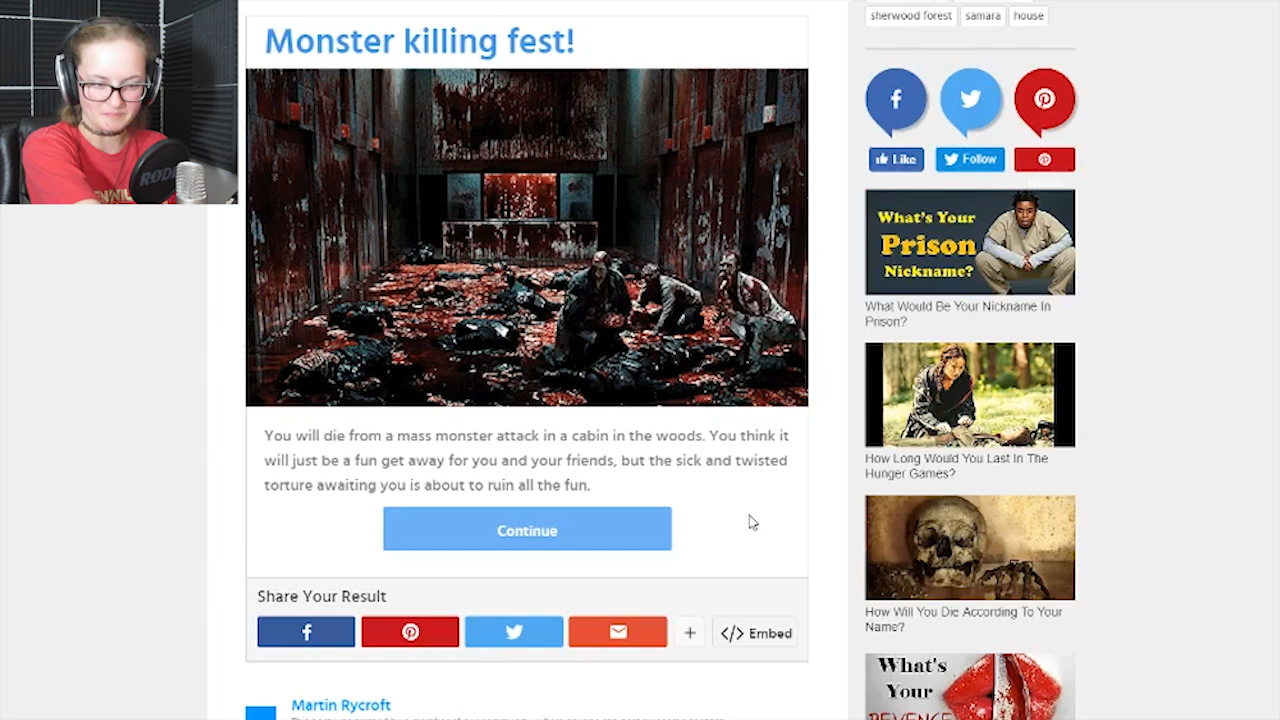 sherwood forest samara house
Monster killing fest!
RODE
Like Follow
What's Your
Prison
Nickname?
What Would Be Your Nickname In
Prison?
You will die from a mass monster attack in a cabin in the woods. You think it
will just be a fun get away for you and your friends, but the sick and twisted
torture awaiting you is about to ruin all the fun.
Continue
How Long Would You Last In The
Hunger Games?
Share Your Result
+ </> Embed
How Will You Die According To Your
Name?
What's
Your
REVENGE
Martin Rycroft